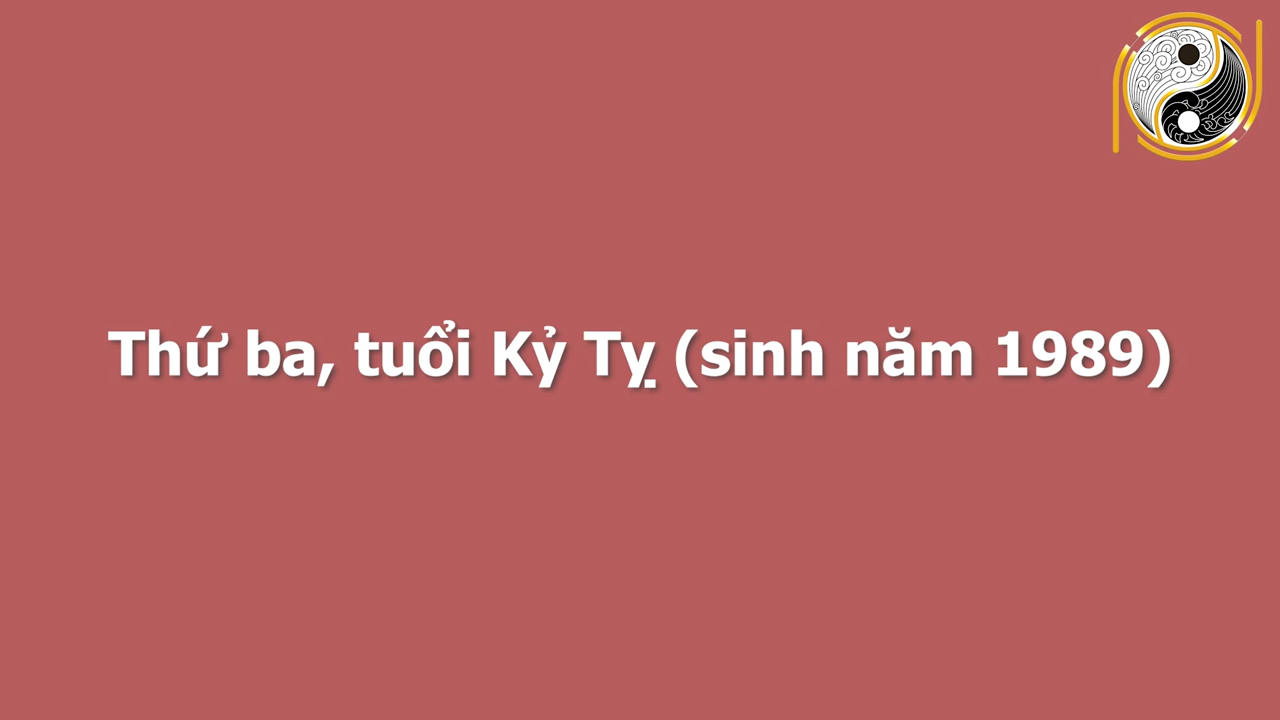 Thứ ba, tuổi Kỷ Tỵ (sinh năm 1989)